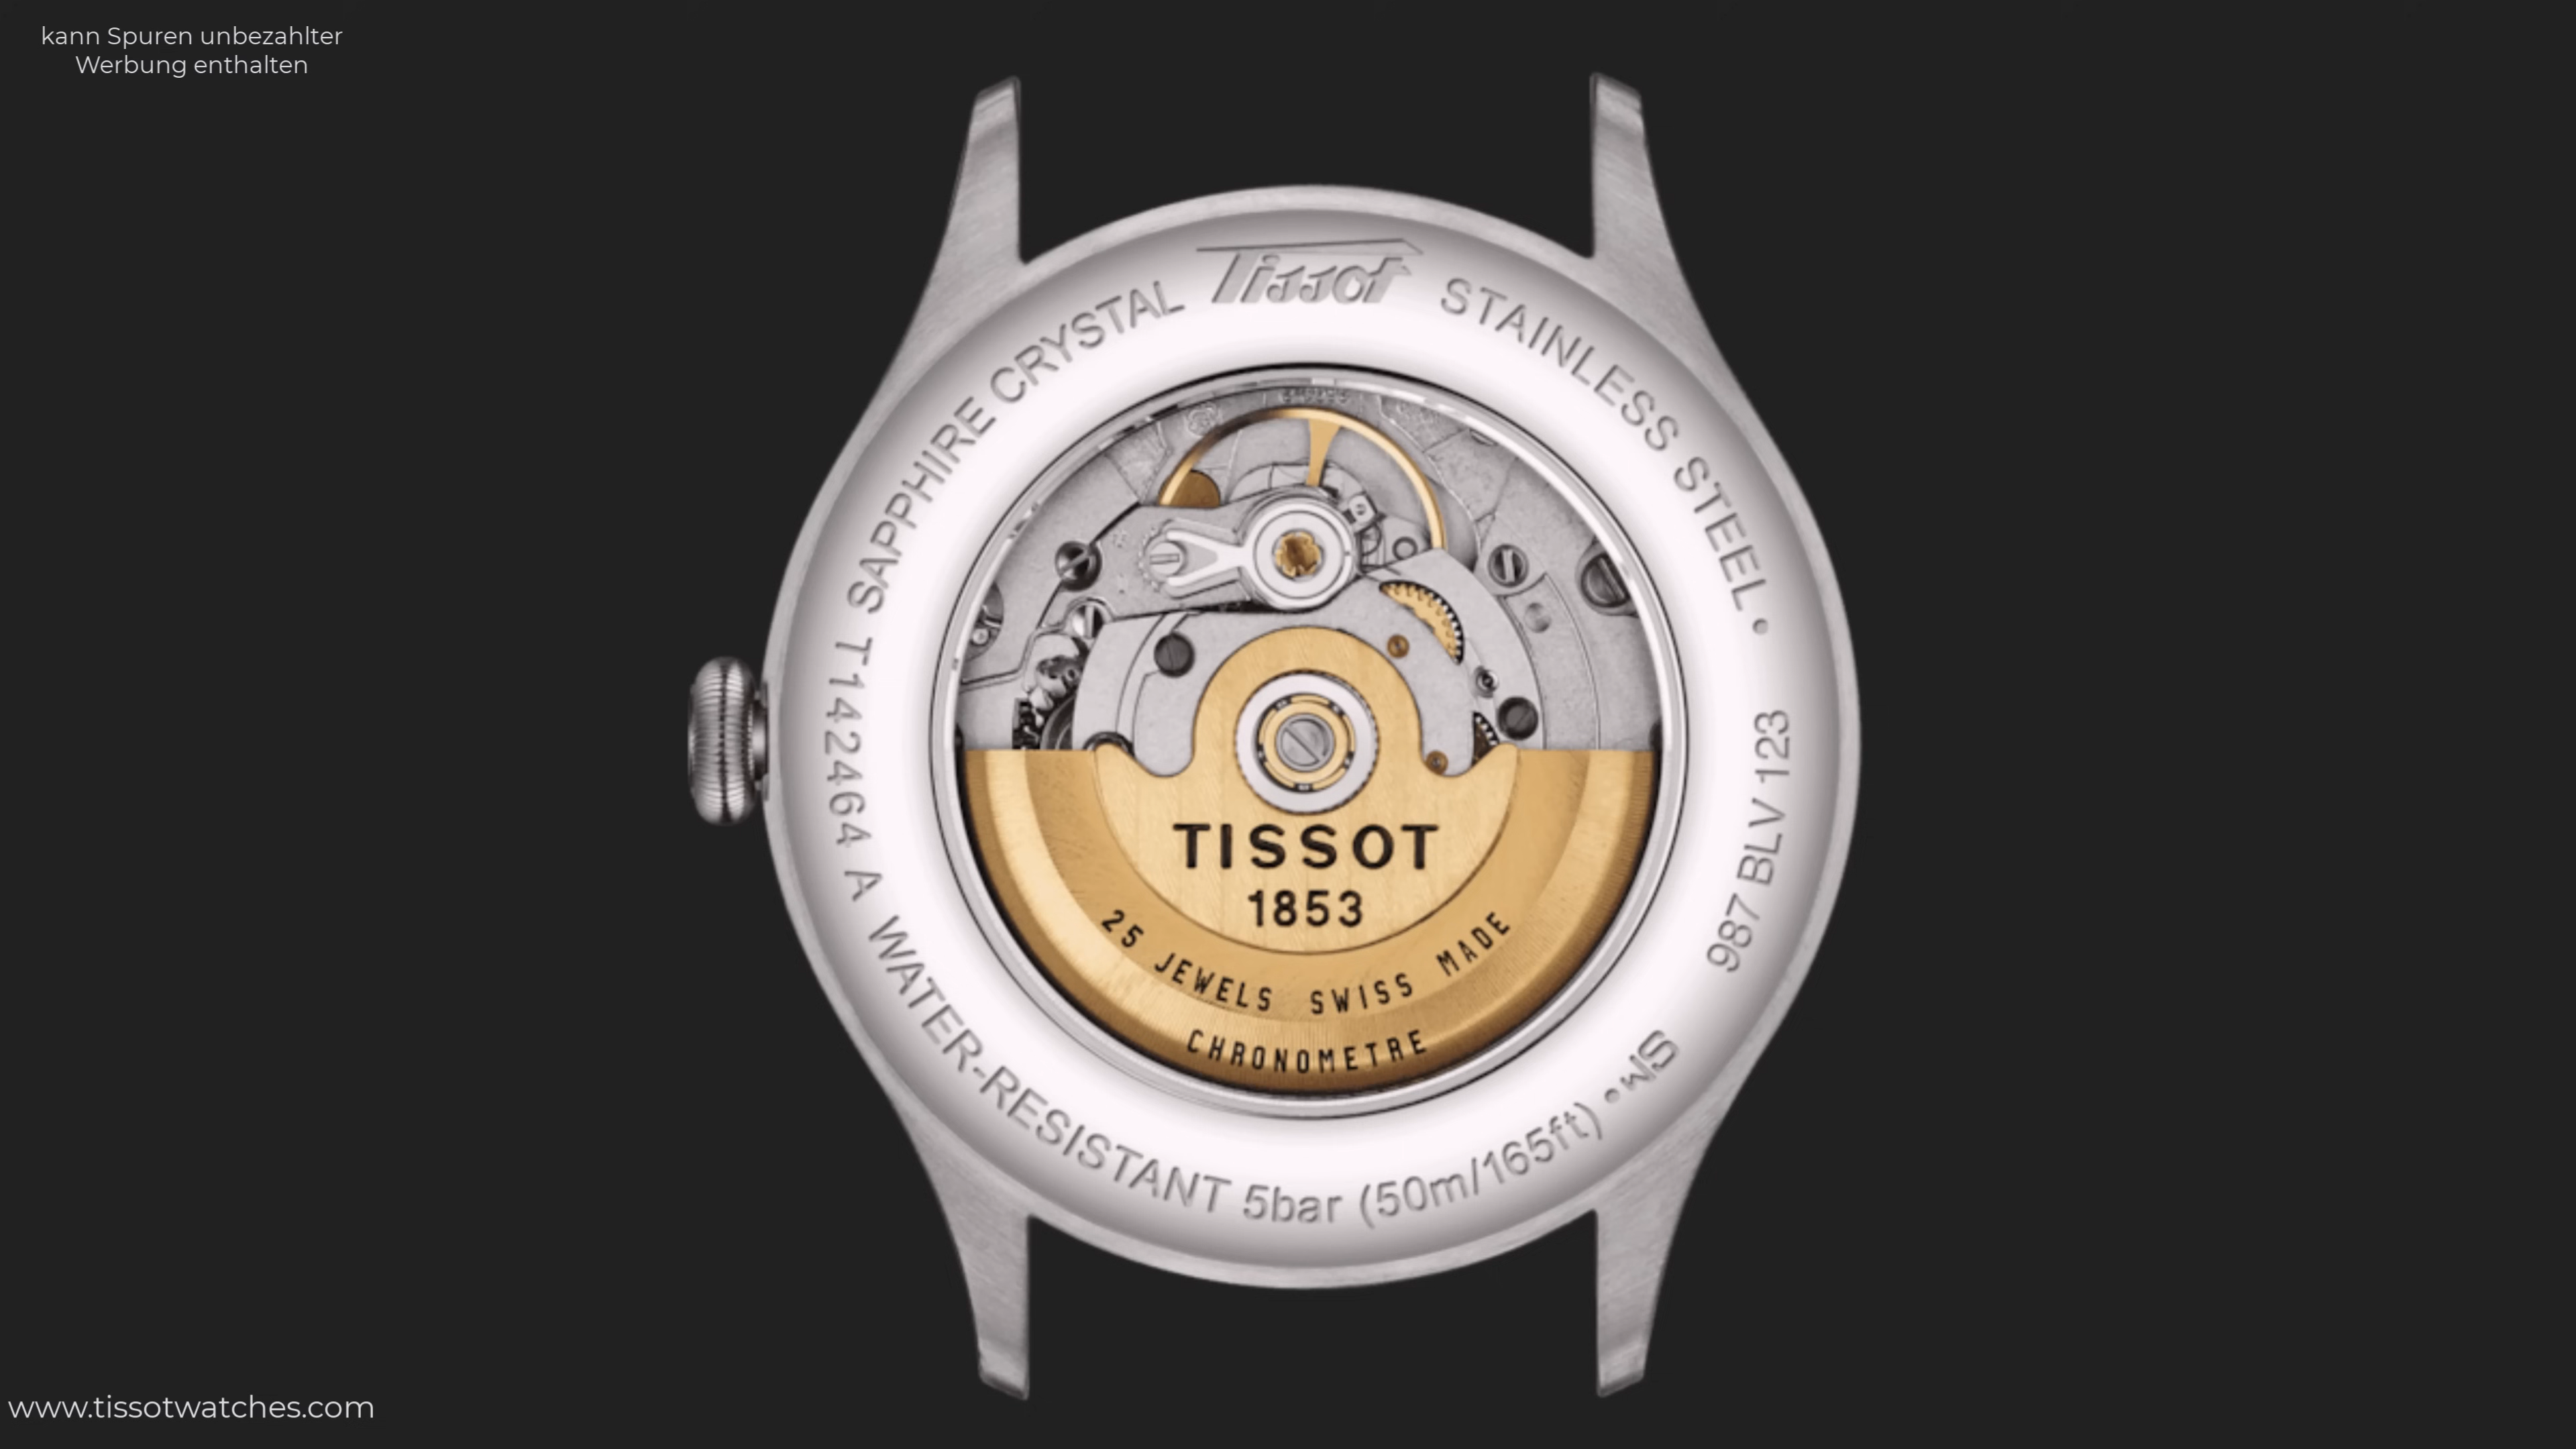 kann Spuren unbezahlter
Werbung enthalten
Tissot
STAINLESS STEEL •
987 BLV 123
SM
WATER-RESISTANT 5bar (50m/165ft) •
T142464 A
SAPPHIRE CRYSTAL
TISSOT
1853
25 JEWELS SWISS MADE
CHRONOMETRE
www.tissotwatches.com